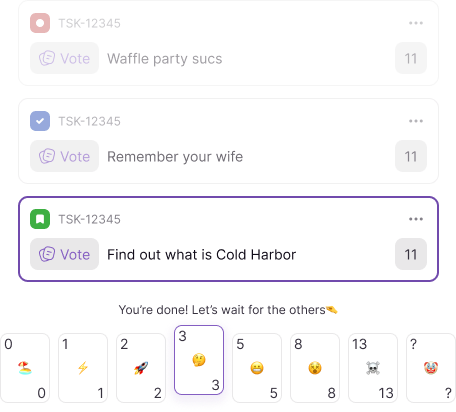 TSK-12345
Vote Waffle party sucs 11
TSK-12345
Vote Remember your wife 11
TSK-12345
Vote Find out what is Cold Harbor 11
You're done! Let's wait for the others
0 1 2 3 5 8 13 ?
0 1 2 3 5 8 13 ?